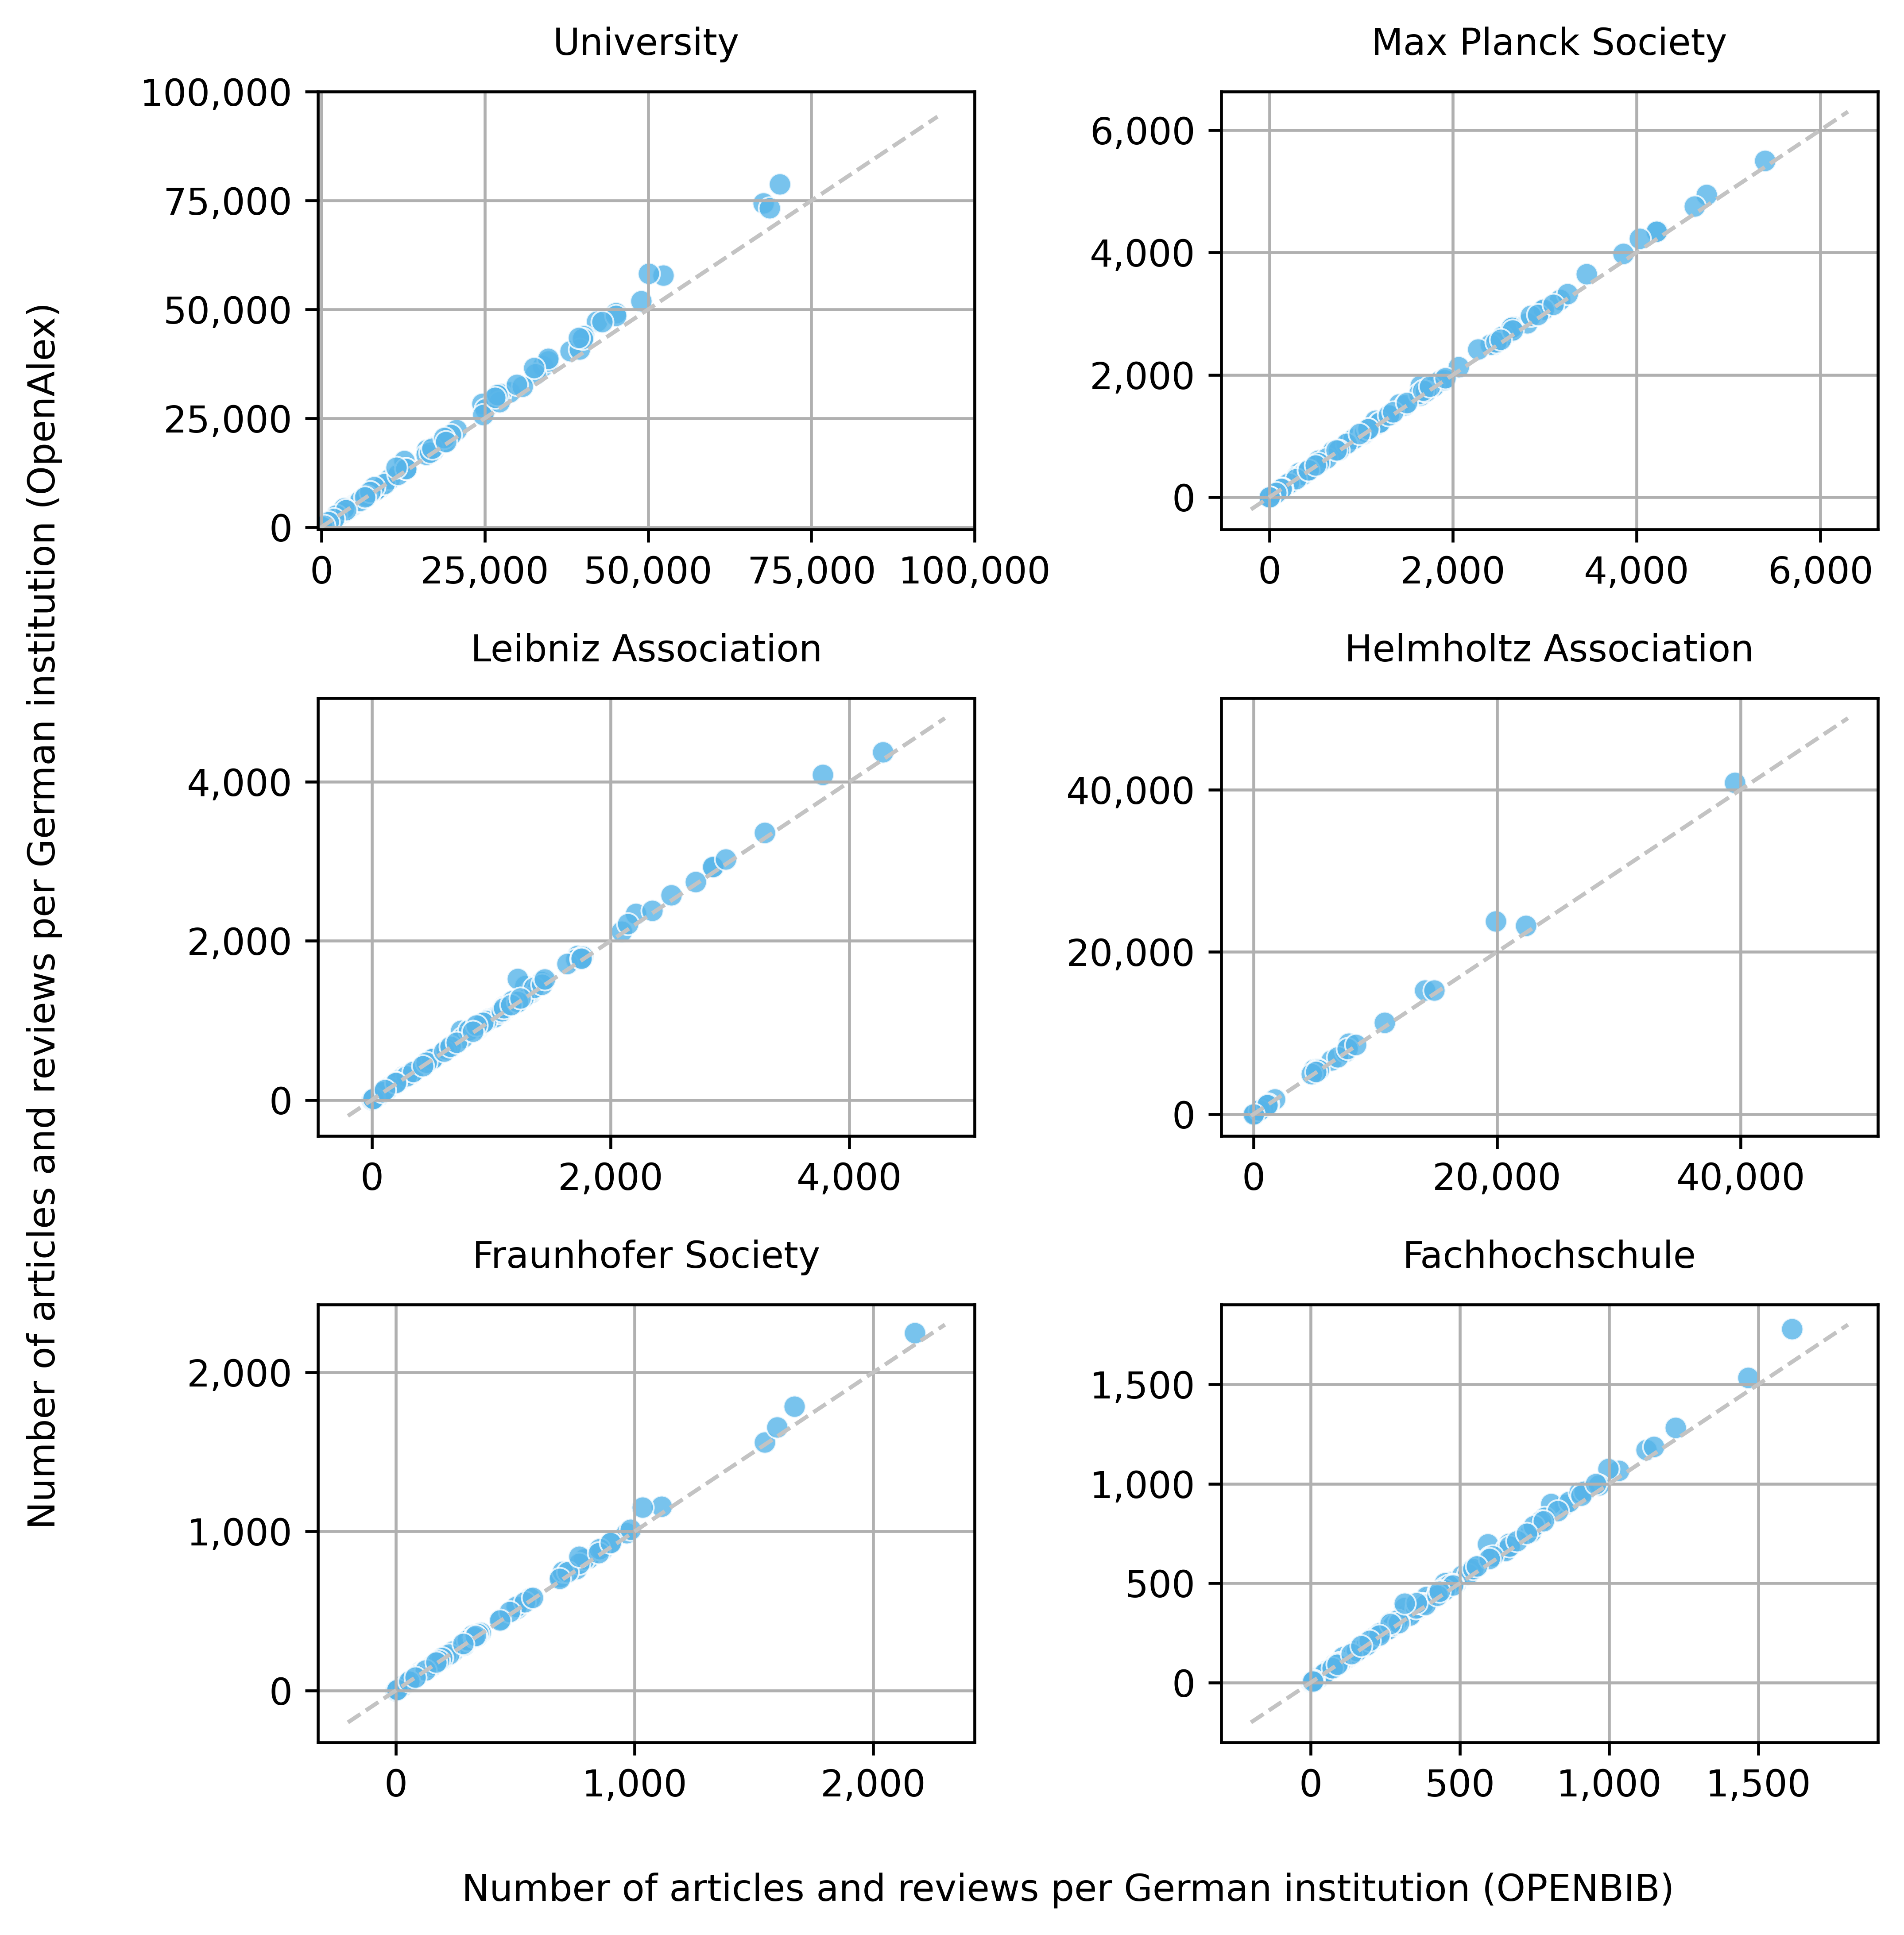 University
Max Planck Society
100,000
75,000
50,000
25,000
0
0 25,000 50,000 75,000 100,000
6,000
4,000
2,000
0
0 2,000 4,000 6,000
Leibniz Association
Helmholtz Association
4,000
2,000
0
0 2,000 4,000
40,000
20,000
0
0 20,000 40,000
Fraunhofer Society
Fachhochschule
2,000
1,000
0
0 1,000 2,000
1,500
1,000
500
0
0 500 1,000 1,500
Number of articles and reviews per German institution (OpenAlex)
Number of articles and reviews per German institution (OPENBIB)